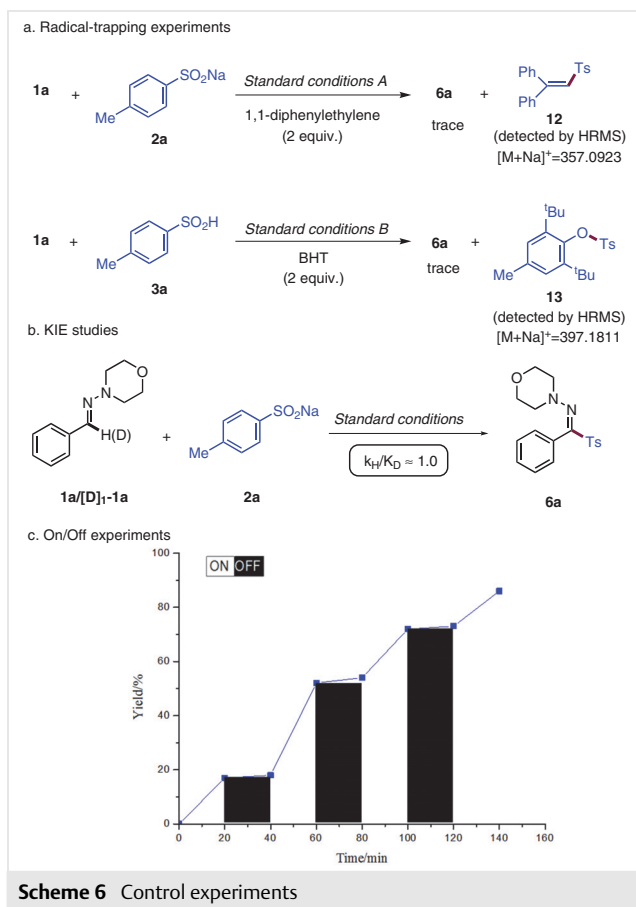 a. Radical-trapping experiments
1a + SO₂Na Me 2a Standard conditions A 1,1-diphenylethylene (2 equiv.) 6a trace + Ph Ph Ts 12 (detected by HRMS) [M+Na]⁺=357.0923
1a + SO₂H Me 3a Standard conditions B BHT (2 equiv.) 6a trace + ᵗBu O Ts Me ᵗBu 13 (detected by HRMS) [M+Na]⁺=397.1811
b. KIE studies
O N N H(D) 1a/[D]₁-1a + SO₂Na Me 2a Standard conditions k_H/K_D ≈ 1.0 O N N Ts 6a
c. On/Off experiments
ON OFF
Yield/%
100
80
60
40
20
0
0 20 40 60 80 100 120 140 160
Time/min
Scheme 6 Control experiments